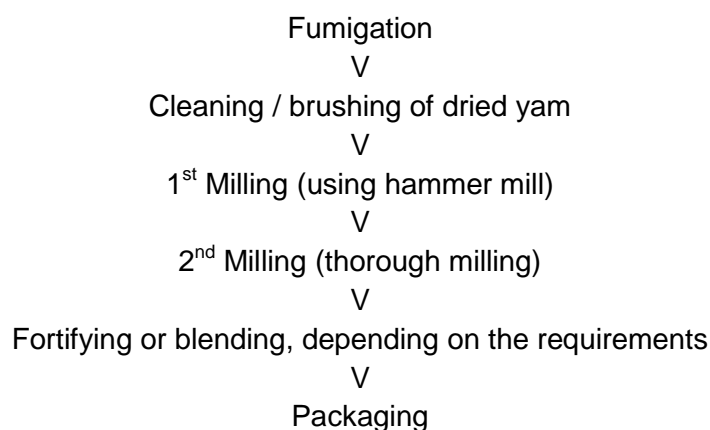 Fumigation
V
Cleaning / brushing of dried yam
V
1st Milling (using hammer mill)
V
2nd Milling (thorough milling)
V
Fortifying or blending, depending on the requirements
V
Packaging